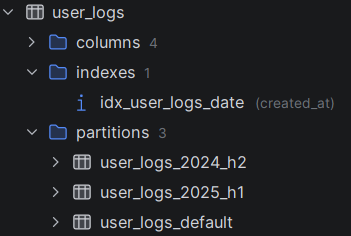 user_logs
columns 4
indexes 1
idx_user_logs_date (created_at)
partitions 3
user_logs_2024_h2
user_logs_2025_h1
user_logs_default